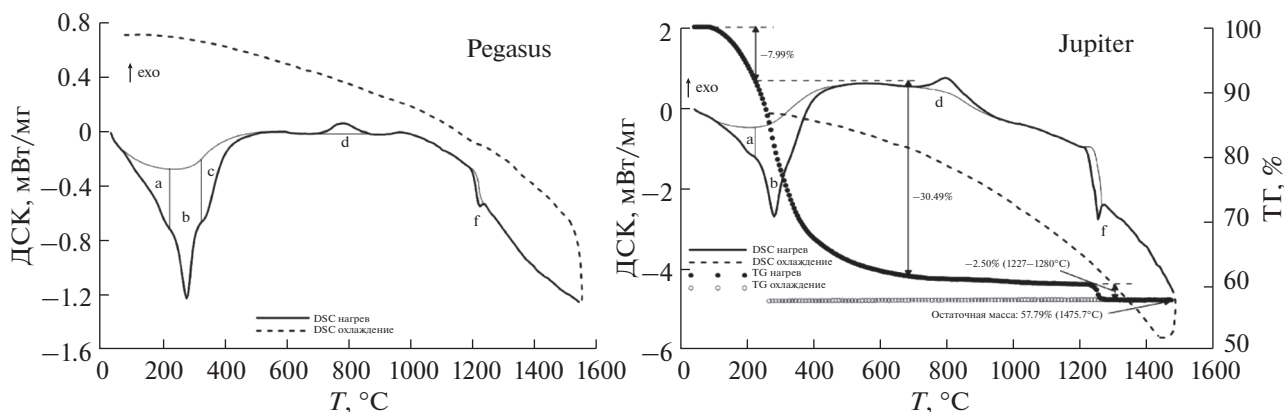 Pegasus
ДСК, мВт/мг
0.8
0.4
0
−0.4
−0.8
−1.2
−1.6
↑ exo
a
b
c
d
f
DSC нагрев
DSC охлаждение
0 200 400 600 800 1000 1200 1400 1600
T, °C
Jupiter
ДСК, мВт/мг
2
0
−2
−4
−6
↑ exo
−7.99%
−30.49%
a
b
d
f
DSC нагрев
DSC охлаждение
TG нагрев
TG охлаждение
−2.50% (1227−1280°C)
Остаточная масса: 57.79% (1475.7°C)
100
90
80
70
60
50
ТГ, %
0 200 400 600 800 1000 1200 1400 1600
T, °C